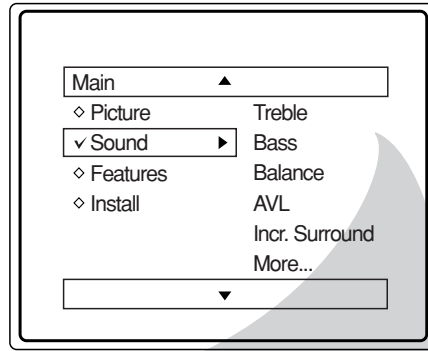 Main
Picture Treble
Sound Bass
Features Balance
Install AVL
Incr. Surround
More...